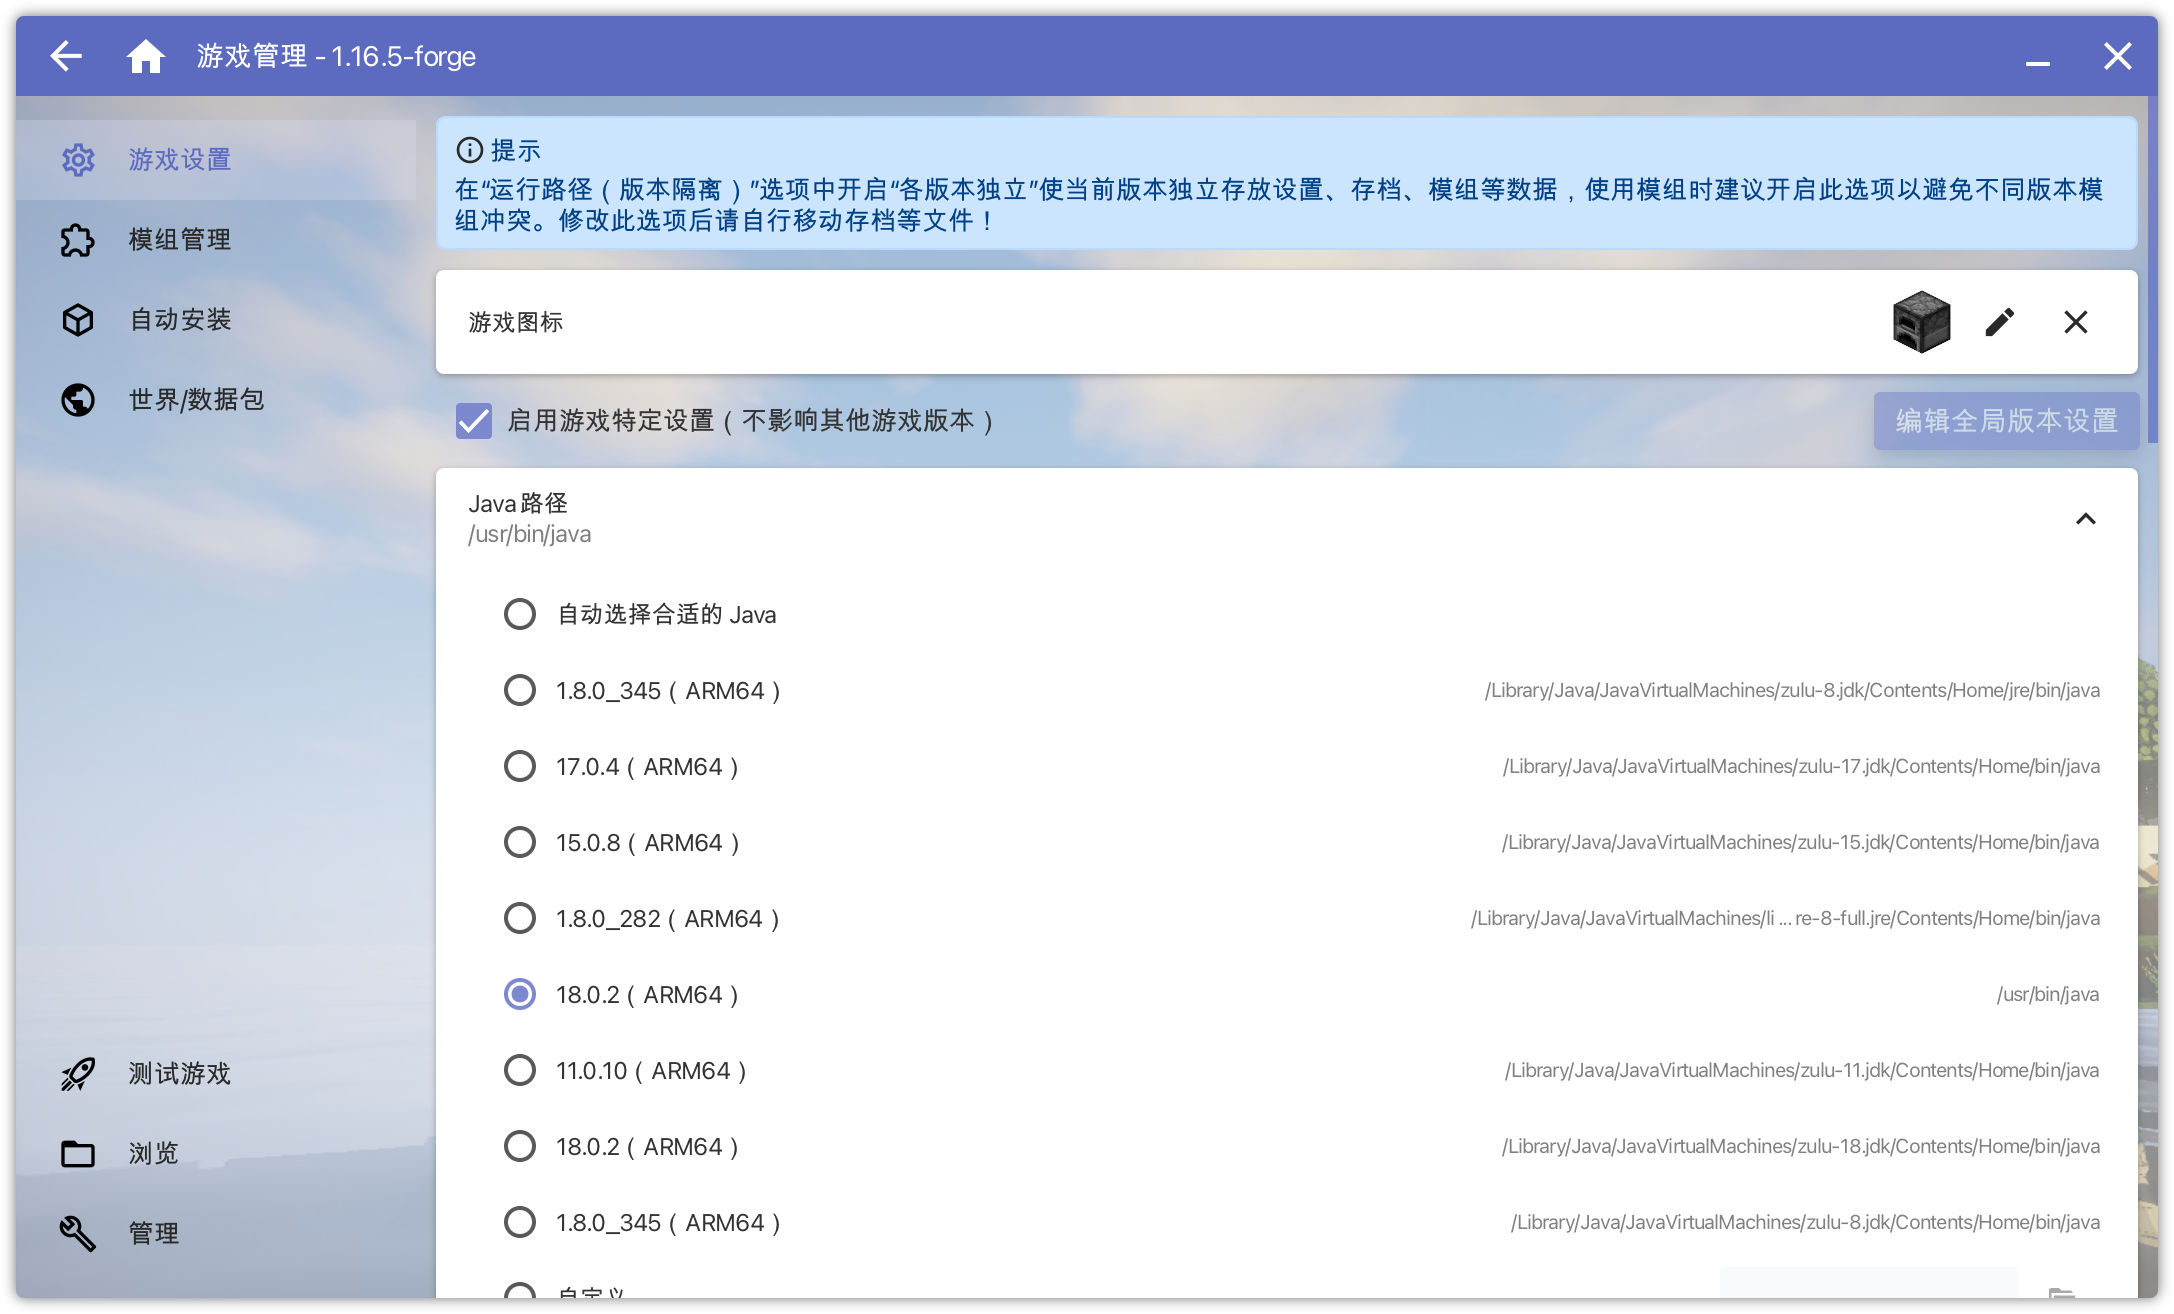 游戏管理 - 1.16.5-forge
游戏设置
模组管理
自动安装
世界/数据包
测试游戏
浏览
管理
提示
在“运行路径（版本隔离）”选项中开启“各版本独立”使当前版本独立存放设置、存档、模组等数据，使用模组时建议开启此选项以避免不同版本模
组冲突。修改此选项后请自行移动存档等文件！
游戏图标
启用游戏特定设置（不影响其他游戏版本）
编辑全局版本设置
Java 路径
/usr/bin/java
自动选择合适的 Java
1.8.0_345（ARM64） /Library/Java/JavaVirtualMachines/zulu-8.jdk/Contents/Home/jre/bin/java
17.0.4（ARM64） /Library/Java/JavaVirtualMachines/zulu-17.jdk/Contents/Home/bin/java
15.0.8（ARM64） /Library/Java/JavaVirtualMachines/zulu-15.jdk/Contents/Home/bin/java
1.8.0_282（ARM64） /Library/Java/JavaVirtualMachines/li ... re-8-full.jre/Contents/Home/bin/java
18.0.2（ARM64） /usr/bin/java
11.0.10（ARM64） /Library/Java/JavaVirtualMachines/zulu-11.jdk/Contents/Home/bin/java
18.0.2（ARM64） /Library/Java/JavaVirtualMachines/zulu-18.jdk/Contents/Home/bin/java
1.8.0_345（ARM64） /Library/Java/JavaVirtualMachines/zulu-8.jdk/Contents/Home/bin/java
自定义